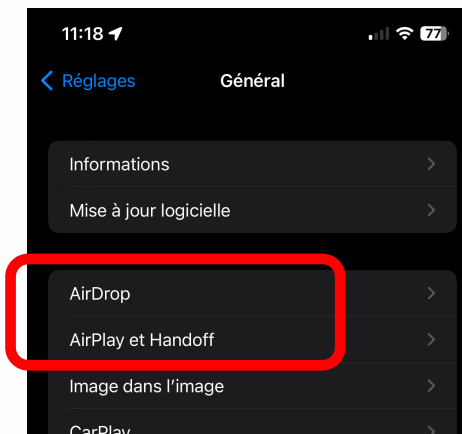 11:18 77
Réglages Général
Informations
Mise à jour logicielle
AirDrop
AirPlay et Handoff
Image dans l’image
CarPlay